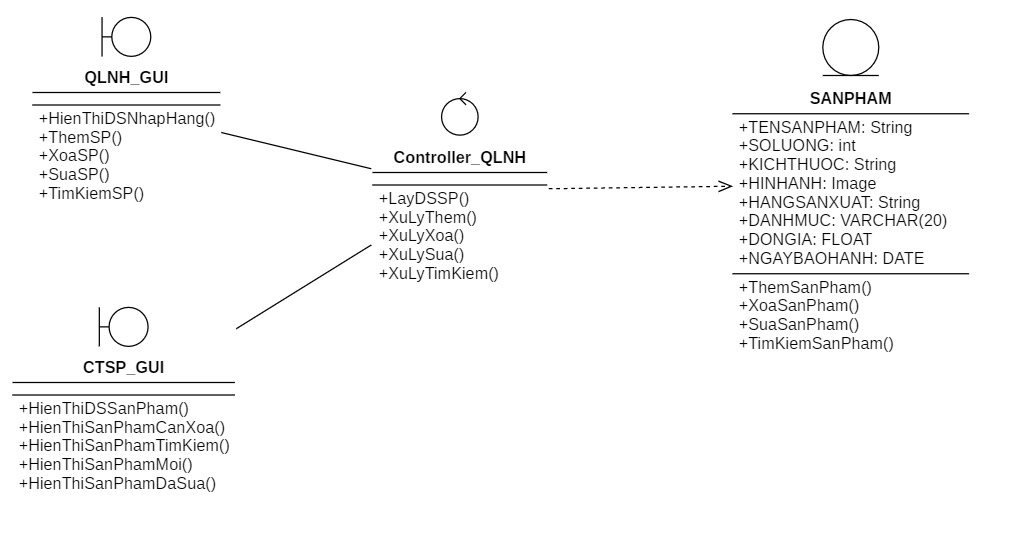 QLNH_GUI
+HienThiDSNhapHang()
+ThemSP()
+XoaSP()
+SuaSP()
+TimKiemSP()
Controller_QLNH
+LayDSSP()
+XuLyThem()
+XuLyXoa()
+XuLySua()
+XuLyTimKiem()
SANPHAM
+TENSANPHAM: String
+SOLUONG: int
+KICHTHUOC: String
+HINHANH: Image
+HANGSANXUAT: String
+DANHMUC: VARCHAR(20)
+DONGIA: FLOAT
+NGAYBAOHANH: DATE
+ThemSanPham()
+XoaSanPham()
+SuaSanPham()
+TimKiemSanPham()
CTSP_GUI
+HienThiDSSanPham()
+HienThiSanPhamCanXoa()
+HienThiSanPhamTimKiem()
+HienThiSanPhamMoi()
+HienThiSanPhamDaSua()